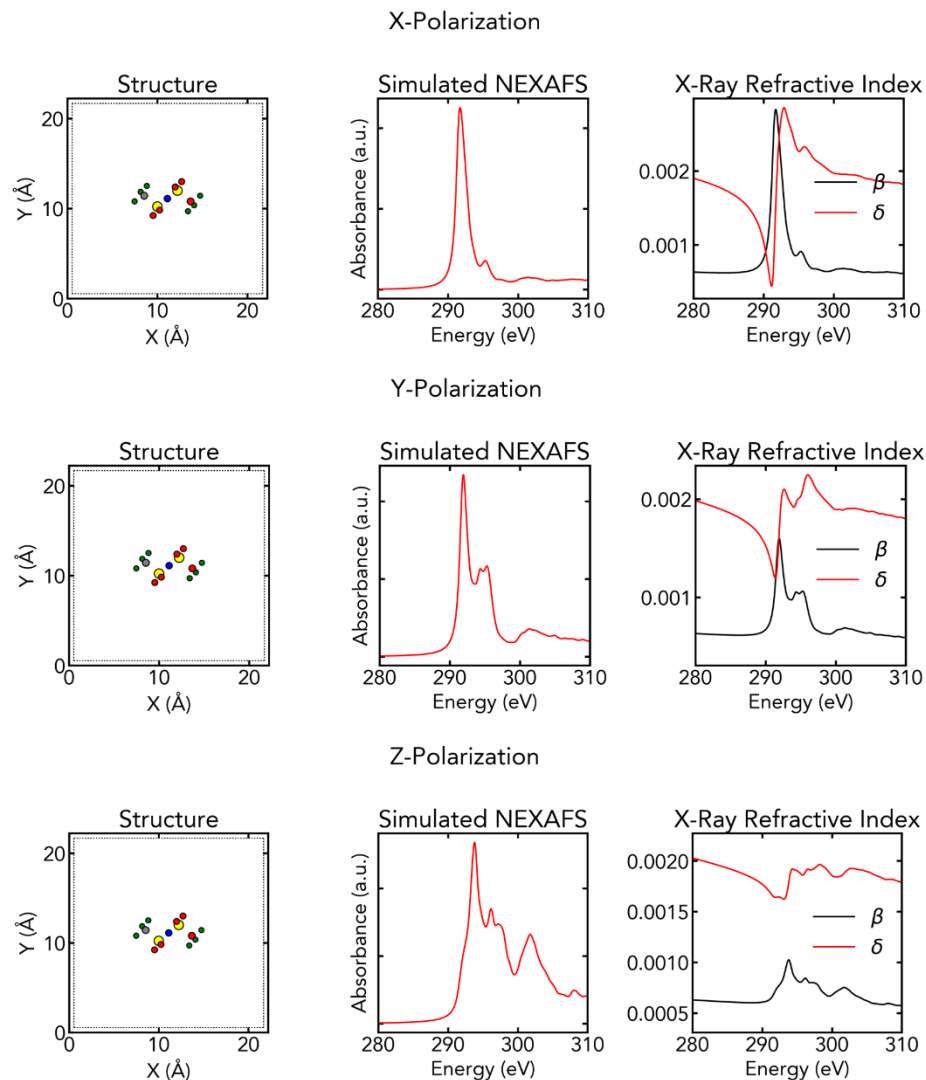 X-Polarization
Structure
Simulated NEXAFS
X-Ray Refractive Index
Y (Å)
20
10
0
0
10
20
X (Å)
Absorbance (a.u.)
280
290
300
310
Energy (eV)
0.002
0.001
β
δ
280
290
300
310
Energy (eV)
Y-Polarization
Structure
Simulated NEXAFS
X-Ray Refractive Index
Y (Å)
20
10
0
0
10
20
X (Å)
Absorbance (a.u.)
280
290
300
310
Energy (eV)
0.002
0.001
β
δ
280
290
300
310
Energy (eV)
Z-Polarization
Structure
Simulated NEXAFS
X-Ray Refractive Index
Y (Å)
20
10
0
0
10
20
X (Å)
Absorbance (a.u.)
280
290
300
310
Energy (eV)
0.0020
0.0015
0.0010
0.0005
β
δ
280
290
300
310
Energy (eV)